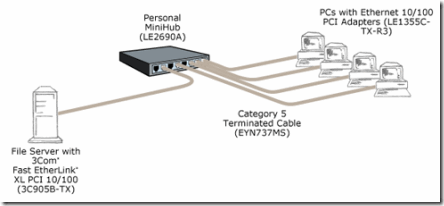 Personal
MiniHub
(LE2690A)
PCs with Ethernet 10/100
PCI Adapters (LE1355C-
TX-R3)
Category 5
Terminated Cable
(EYN737MS)
File Server with
3Com*
Fast EtherLink*
XL PCI 10/100
(3C905B-TX)